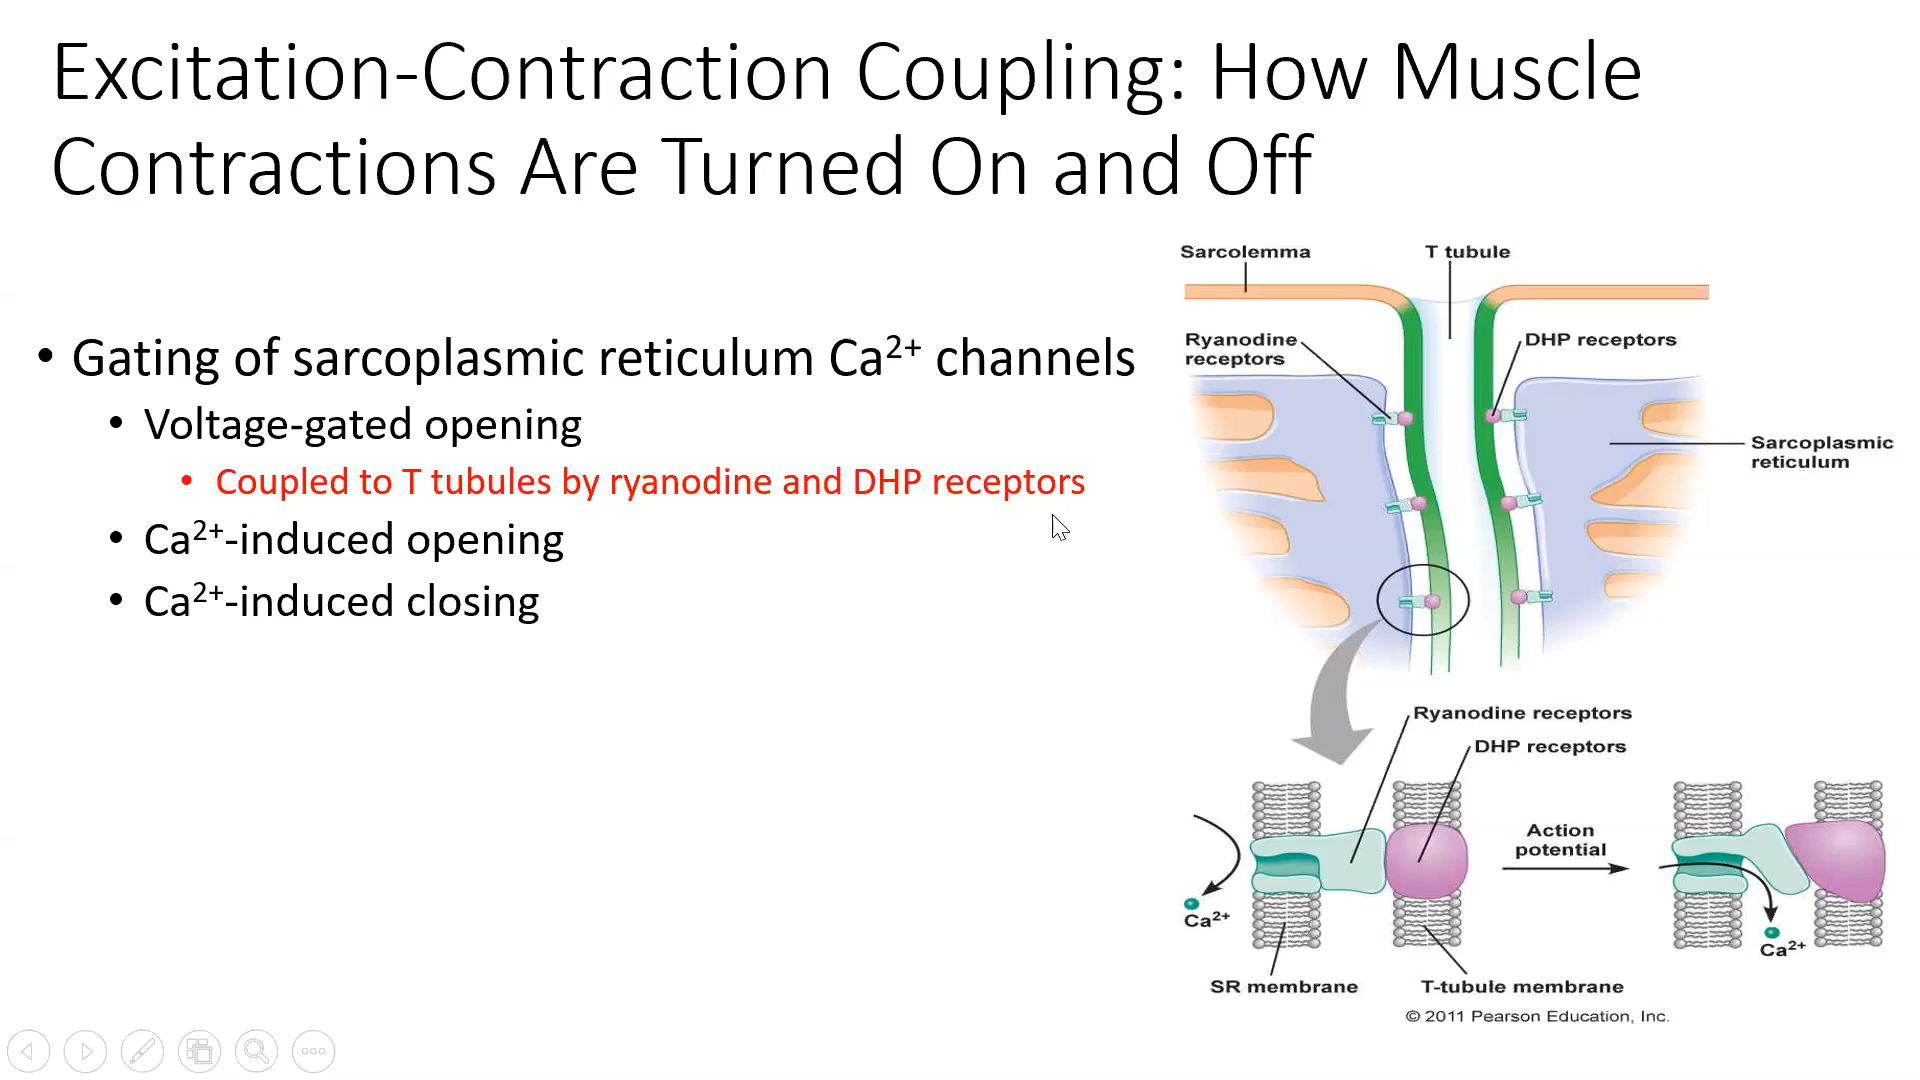 Excitation-Contraction Coupling: How Muscle
Contractions Are Turned On and Off
• Gating of sarcoplasmic reticulum Ca²⁺ channels
• Voltage-gated opening
• Coupled to T tubules by ryanodine and DHP receptors
• Ca²⁺-induced opening
• Ca²⁺-induced closing
Sarcolemma
T tubule
Ryanodine
receptors
DHP receptors
Sarcoplasmic
reticulum
Ryanodine receptors
DHP receptors
Action
potential
Ca²⁺
Ca²⁺
SR membrane
T-tubule membrane
© 2011 Pearson Education, Inc.